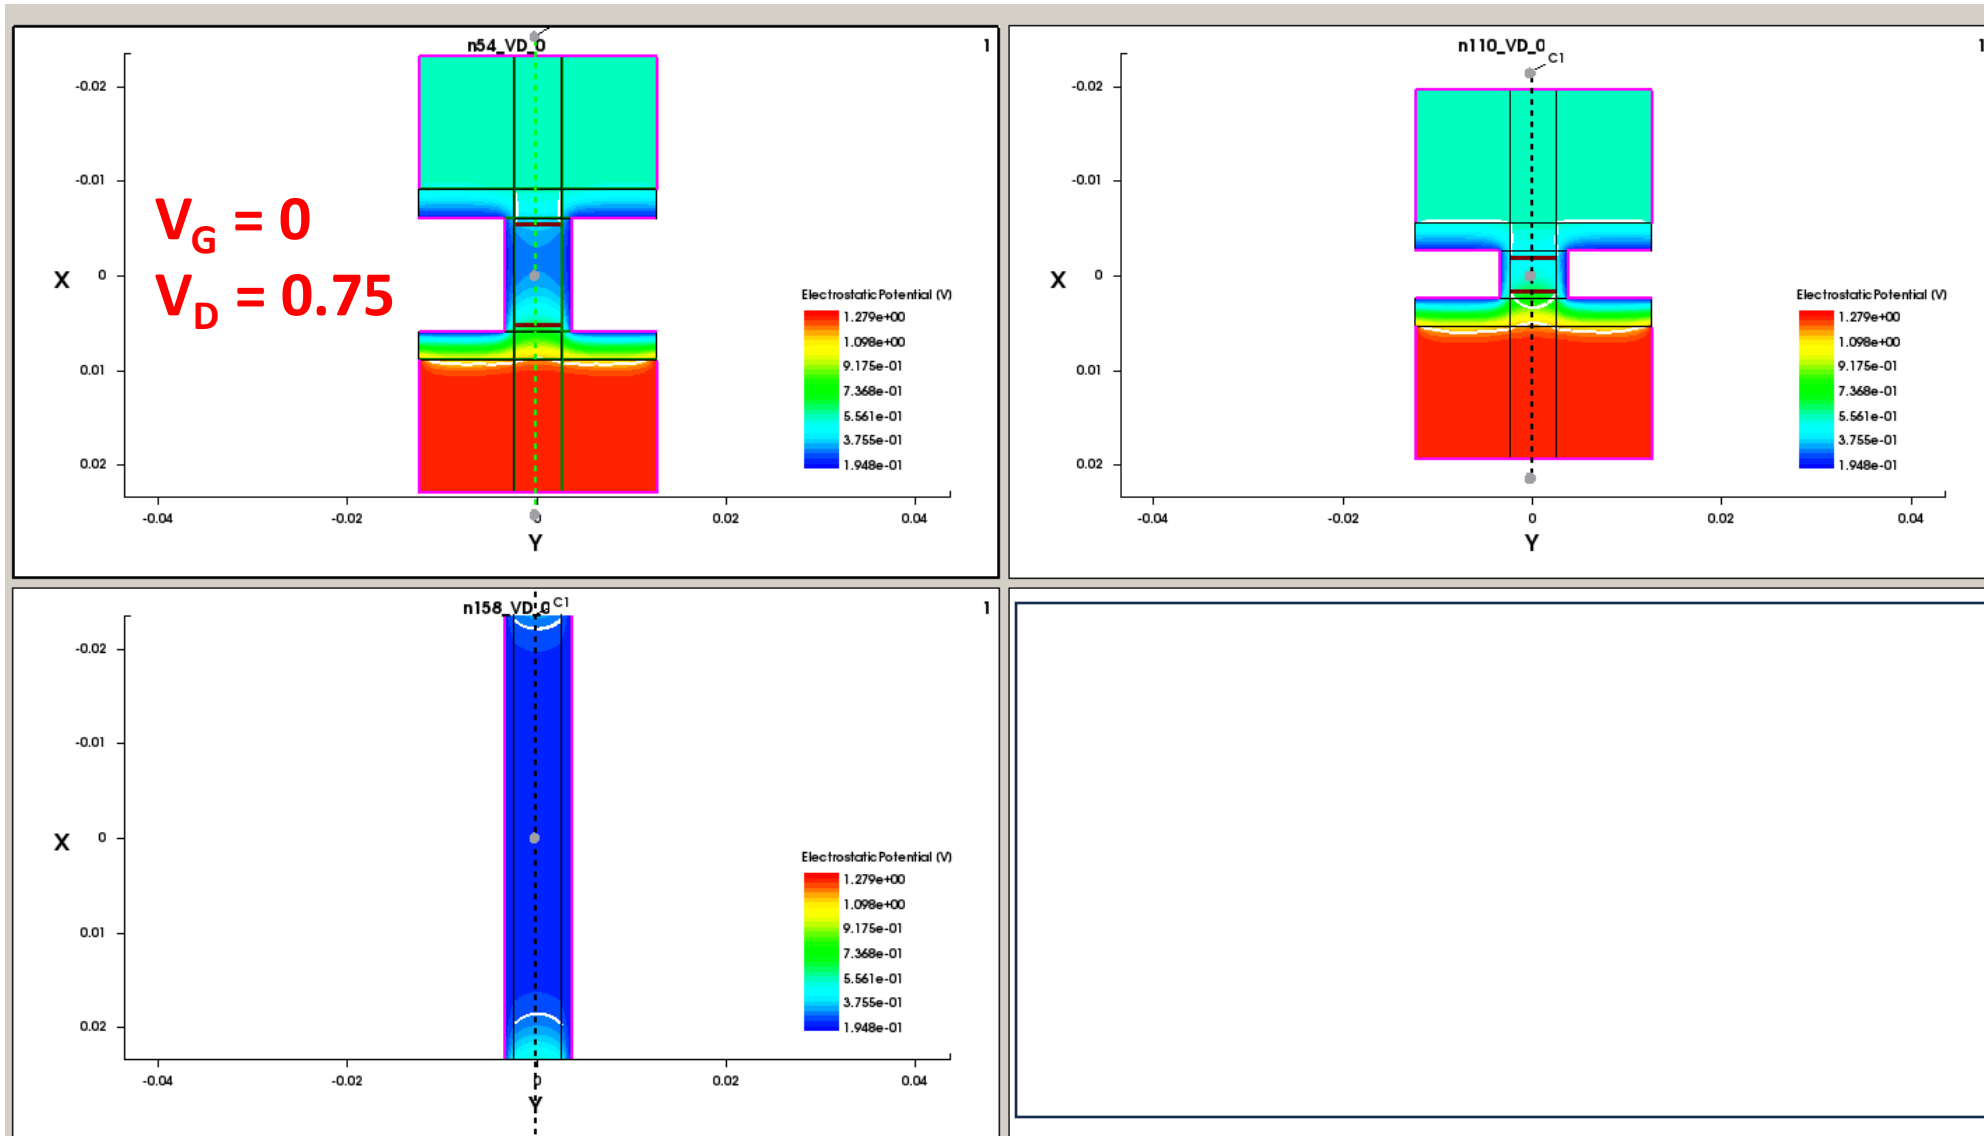 n54_VD_0
1
-0.02
-0.01
V_G = 0
X
0
V_D = 0.75
Electrostatic Potential (V)
1.279e+00
1.098e+00
9.175e-01
7.368e-01
5.561e-01
3.755e-01
1.948e-01
0.01
0.02
-0.04
-0.02
0
0.02
0.04
Y
n110_VD_0
1
C1
-0.02
-0.01
X
0
Electrostatic Potential (V)
1.279e+00
1.098e+00
9.175e-01
7.368e-01
5.561e-01
3.755e-01
1.948e-01
0.01
0.02
-0.04
-0.02
0
0.02
0.04
Y
n158_VD_0
C1
1
-0.02
-0.01
X
0
Electrostatic Potential (V)
1.279e+00
1.098e+00
9.175e-01
7.368e-01
5.561e-01
3.755e-01
1.948e-01
0.01
0.02
-0.04
-0.02
0
0.02
0.04
Y